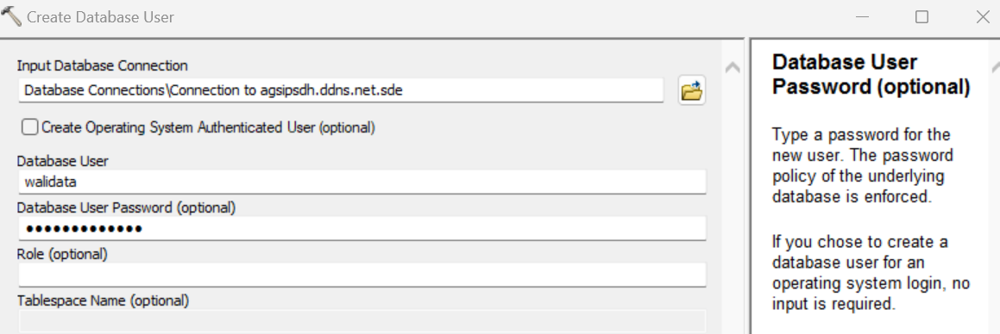 Create Database User
Input Database Connection
Database Connections\Connection to agsipsdh.ddns.net.sde
Create Operating System Authenticated User (optional)
Database User
walidata
Database User Password (optional)
●●●●●●●●●●●●●
Role (optional)
Tablespace Name (optional)
Database User
Password (optional)
Type a password for the
new user. The password
policy of the underlying
database is enforced.
If you chose to create a
database user for an
operating system login, no
input is required.